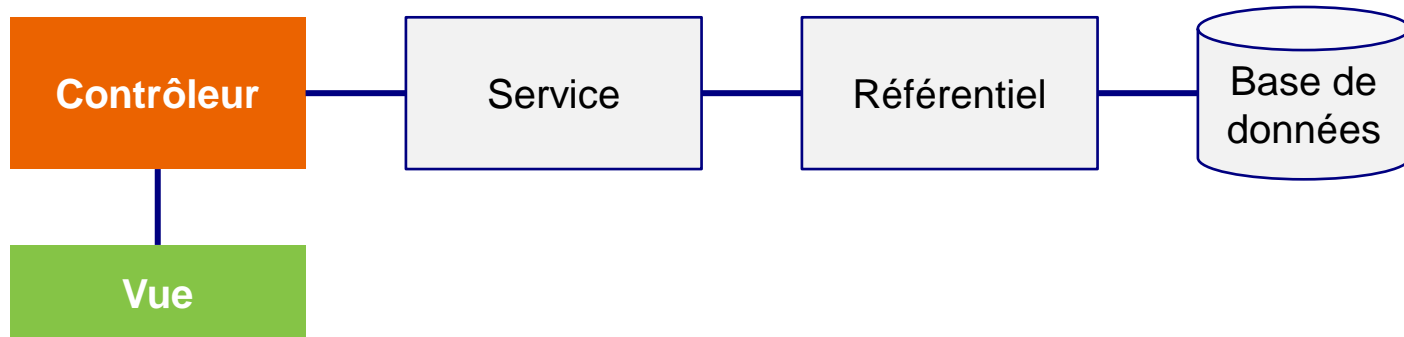 Contrôleur
Service
Référentiel
Base de
données
Vue